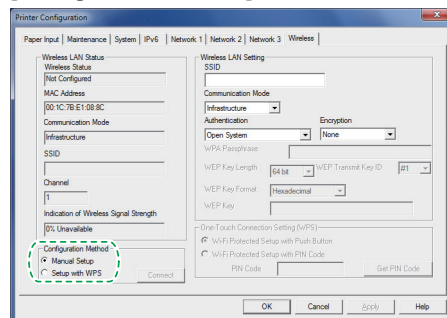 Printer Configuration
Paper Input Maintenance System IPv6 Network 1 Network 2 Network 3 Wireless
Wireless LAN Status
Wireless Status
Not Configured
MAC Address
00:1C:7B:E1:08:8C
Communication Mode
Infrastructure
SSID
Channel
1
Indication of Wireless Signal Strength
0% Unavailable
Configuration Method
Manual Setup
Setup with WPS
Connect
Wireless LAN Setting
SSID
Communication Mode
Infrastructure
Authentication Encryption
Open System None
WPA Passphrase
WEP Key Length 64 bit WEP Transmit Key ID #1
WEP Key Format Hexadecimal
WEP Key
One-Touch Connection Setting (WPS)
Wi-Fi Protected Setup with Push Button
Wi-Fi Protected Setup with PIN Code
PIN Code Get PIN Code
OK Cancel Apply Help